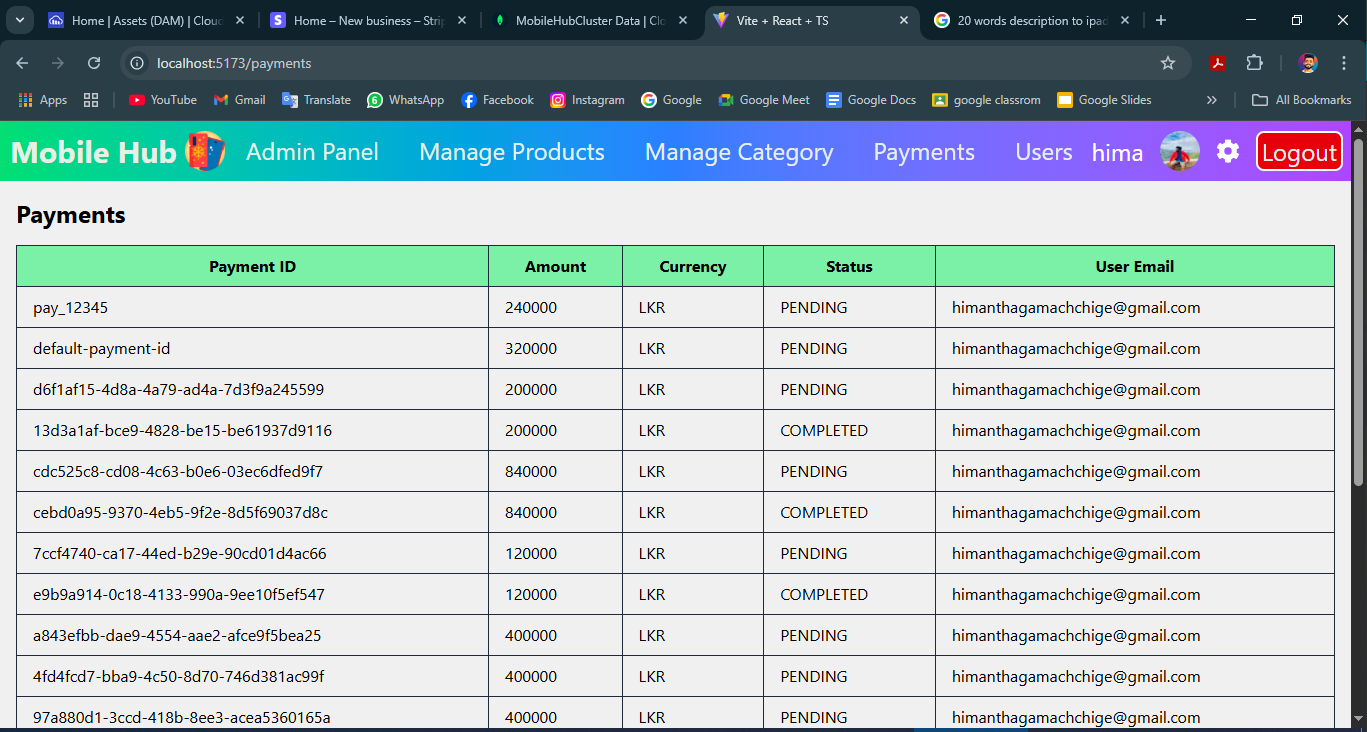 Home | Assets (DAM) | Cloud
Home – New business – Strip
MobileHubCluster Data | Clo
Vite + React + TS
20 words description to ipad
localhost:5173/payments
Apps YouTube Gmail Translate WhatsApp Facebook Instagram Google Google Meet Google Docs google classrom Google Slides » All Bookmarks
Mobile Hub Admin Panel Manage Products Manage Category Payments Users hima Logout
Payments
Payment ID Amount Currency Status User Email
pay_12345 240000 LKR PENDING himanthagamachchige@gmail.com
default-payment-id 320000 LKR PENDING himanthagamachchige@gmail.com
d6f1af15-4d8a-4a79-ad4a-7d3f9a245599 200000 LKR PENDING himanthagamachchige@gmail.com
13d3a1af-bce9-4828-be15-be61937d9116 200000 LKR COMPLETED himanthagamachchige@gmail.com
cdc525c8-cd08-4c63-b0e6-03ec6dfed9f7 840000 LKR PENDING himanthagamachchige@gmail.com
cebd0a95-9370-4eb5-9f2e-8d5f69037d8c 840000 LKR COMPLETED himanthagamachchige@gmail.com
7ccf4740-ca17-44ed-b29e-90cd01d4ac66 120000 LKR PENDING himanthagamachchige@gmail.com
e9b9a914-0c18-4133-990a-9ee10f5ef547 120000 LKR COMPLETED himanthagamachchige@gmail.com
a843efbb-dae9-4554-aae2-afce9f5bea25 400000 LKR PENDING himanthagamachchige@gmail.com
4fd4fcd7-bba9-4c50-8d70-746d381ac99f 400000 LKR PENDING himanthagamachchige@gmail.com
97a880d1-3ccd-418b-8ee3-acea5360165a 400000 LKR PENDING himanthagamachchige@gmail.com